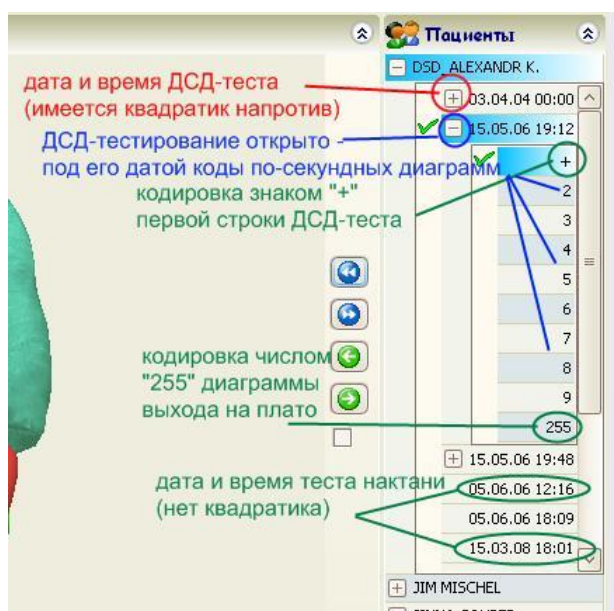 Пациенты
DSD_ALEXANDR K.
дата и время ДСД-теста
(имеется квадратик напротив)
03.04.04 00:00
15.05.06 19:12
ДСД-тестирование открыто -
под его датой коды по-секундных диаграмм
+
кодировка знаком "+"
первой строки ДСД-теста
2
3
4
5
6
7
8
9
кодировка числом
"255" диаграммы
выхода на плато
255
15.05.06 19:48
дата и время теста нактани
(нет квадратика)
05.06.06 12:16
05.06.06 18:09
15.03.08 18:01
JIM MISCHEL